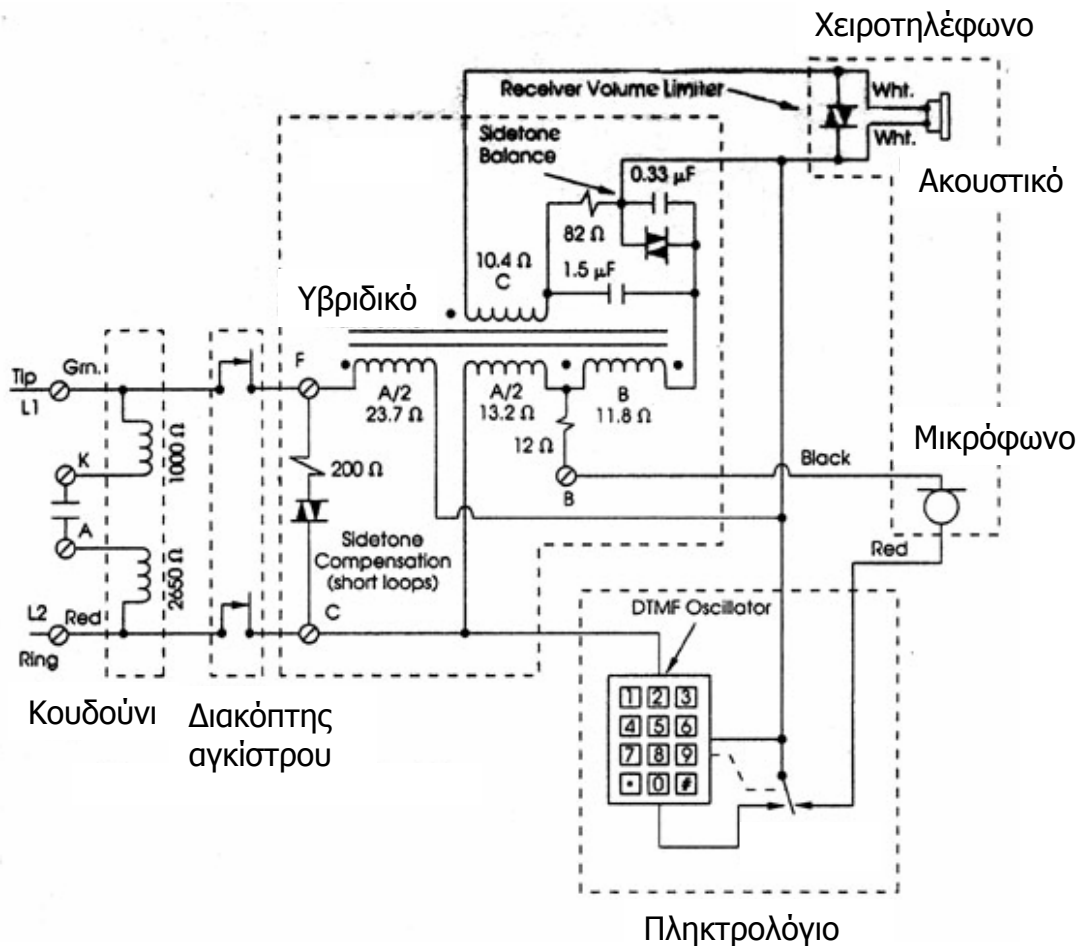 Χειροτηλέφωνο
Receiver Volume Limiter
Wht.
Wht.
Sidetone
Balance
0.33 μF
Ακουστικό
82 Ω
10.4 Ω
C
1.5 μF
Υβριδικό
F
Tip
L1
Grn.
A/2
23.7 Ω
A/2
13.2 Ω
B
11.8 Ω
12 Ω
Μικρόφωνο
K
1000 Ω
200 Ω
B
Black
A
2650 Ω
Sidetone
Compensation
(short loops)
Red
L2
Red
Ring
C
DTMF Oscillator
1 2 3
4 5 6
7 8 9
• 0 #
Κουδούνι
Διακόπτης
αγκίστρου
Πληκτρολόγιο